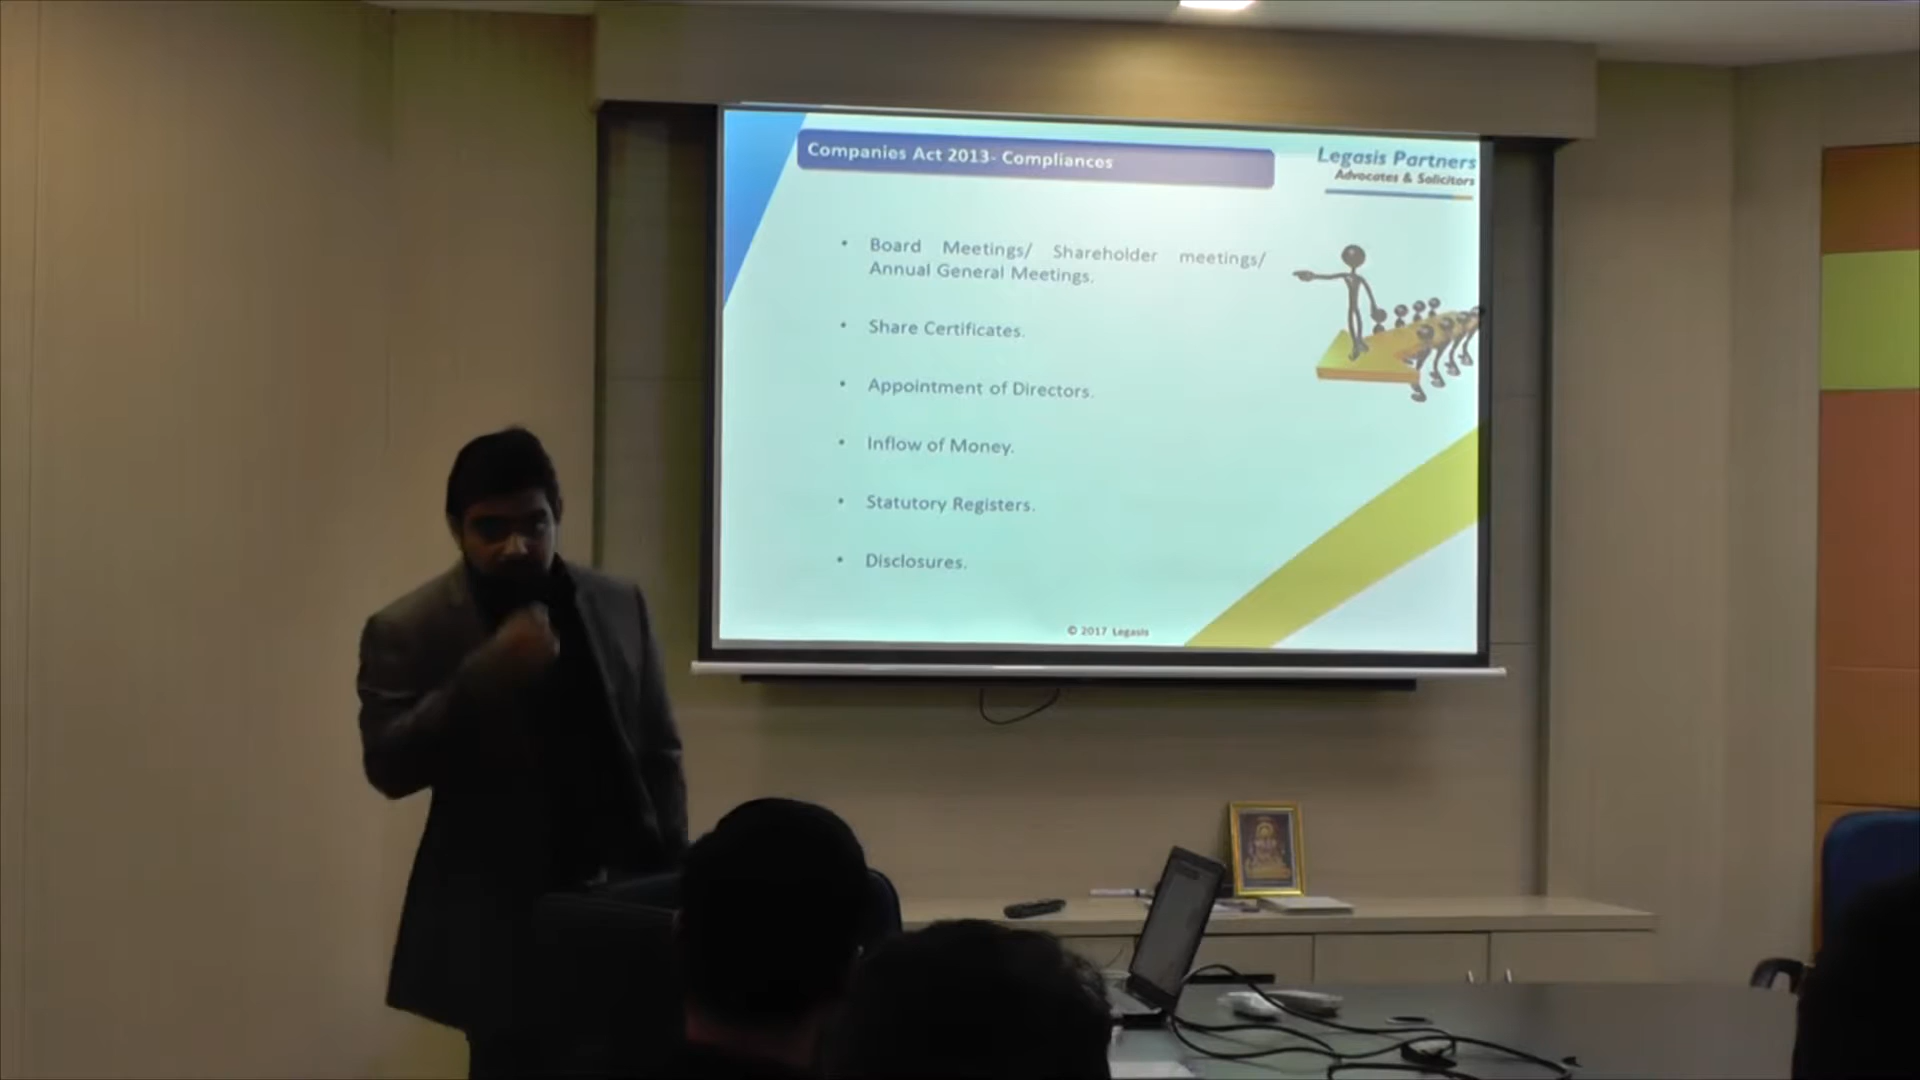 Companies Act 2013- Compliances
Legasis Partners
Advocates & Solicitors
• Board Meetings/ Shareholder meetings/
Annual General Meetings.
• Share Certificates.
• Appointment of Directors.
• Inflow of Money.
• Statutory Registers.
• Disclosures.
© 2017 Legasis